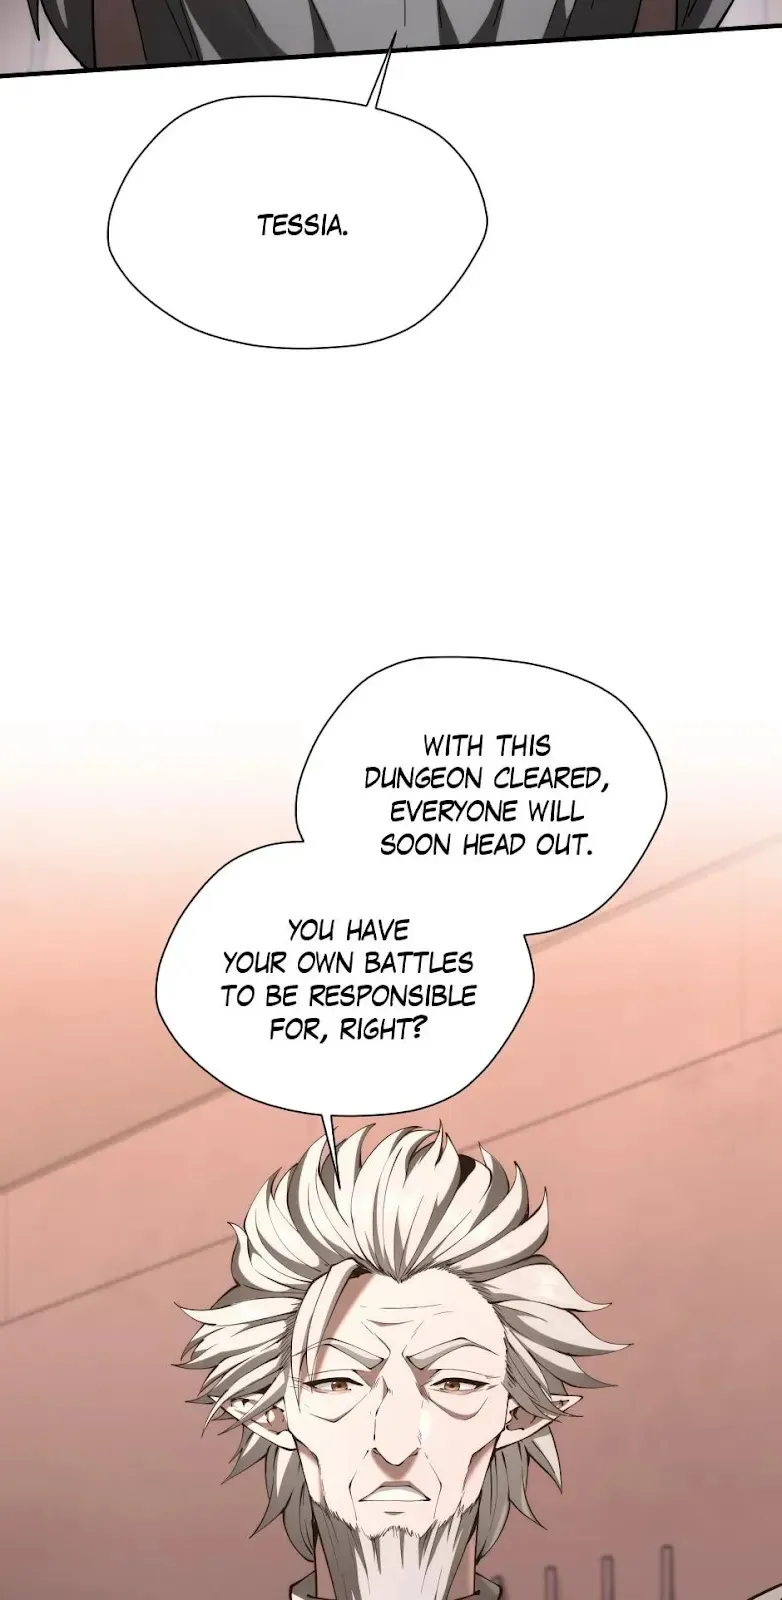 TESSIA.
WITH THIS
DUNGEON CLEARED,
EVERYONE WILL
SOON HEAD OUT.
YOU HAVE
YOUR OWN BATTLES
TO BE RESPONSIBLE
FOR, RIGHT?